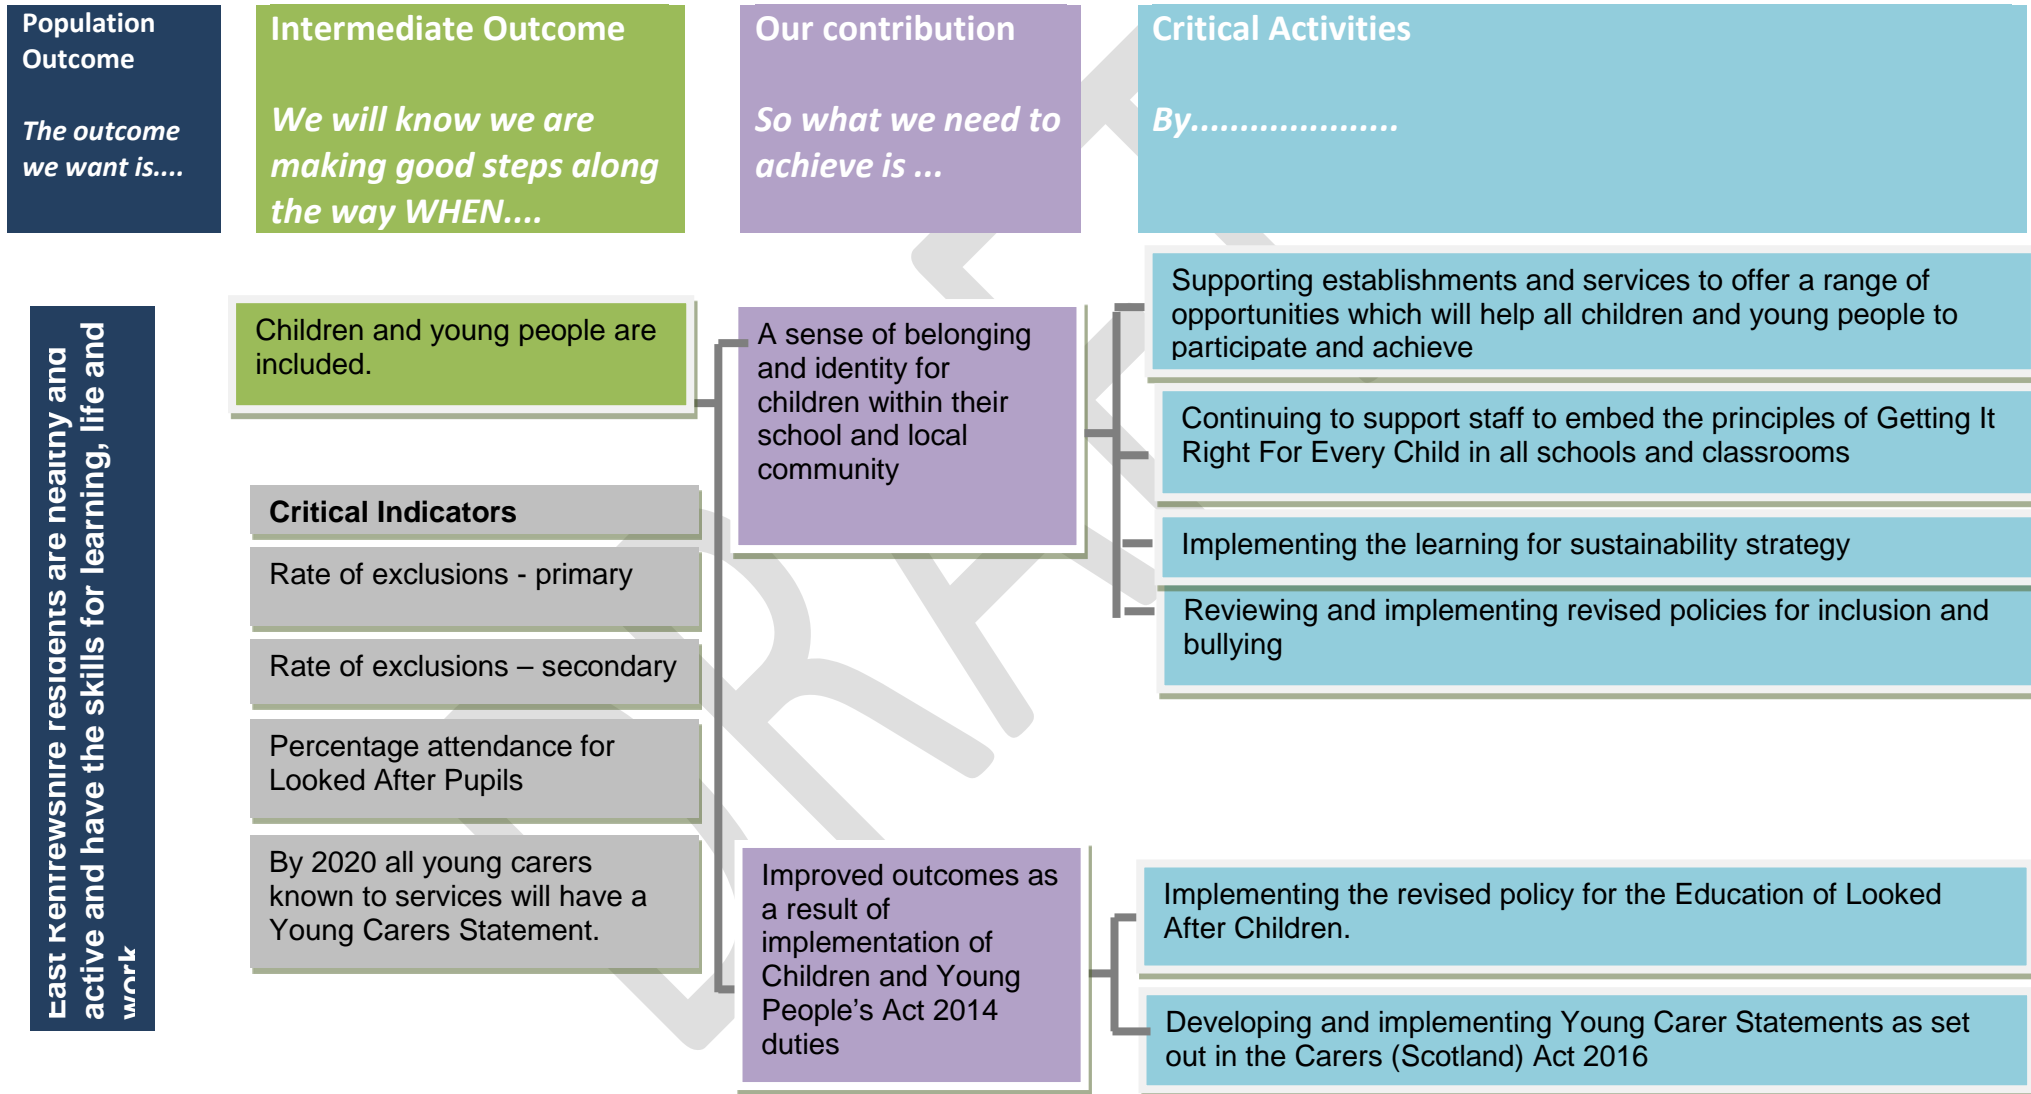 Population
Outcome
The outcome
we want is....
Intermediate Outcome
We will know we are
making good steps along
the way WHEN....
Our contribution
So what we need to
achieve is ...
Critical Activities
By.....................
East Renfrewshire residents are healthy and
active and have the skills for learning, life and
work
Children and young people are
included.
Critical Indicators
Rate of exclusions - primary
Rate of exclusions – secondary
Percentage attendance for
Looked After Pupils
By 2020 all young carers
known to services will have a
Young Carers Statement.
A sense of belonging
and identity for
children within their
school and local
community
Improved outcomes as
a result of
implementation of
Children and Young
People’s Act 2014
duties
Supporting establishments and services to offer a range of
opportunities which will help all children and young people to
participate and achieve
Continuing to support staff to embed the principles of Getting It
Right For Every Child in all schools and classrooms
Implementing the learning for sustainability strategy
Reviewing and implementing revised policies for inclusion and
bullying
Implementing the revised policy for the Education of Looked
After Children.
Developing and implementing Young Carer Statements as set
out in the Carers (Scotland) Act 2016
DRAFT